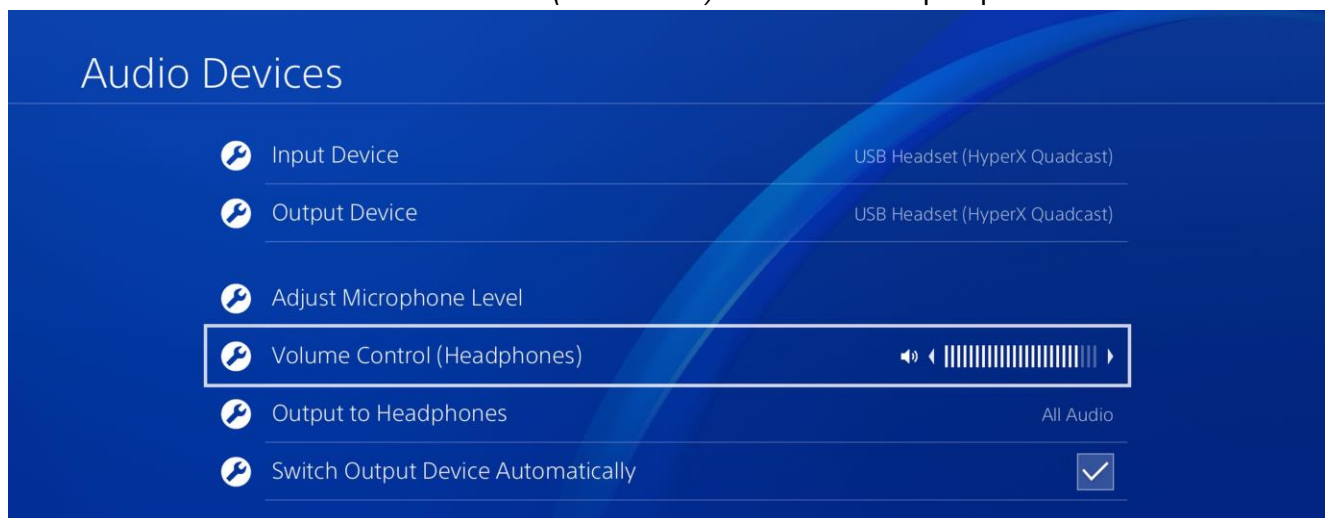 Audio Devices
Input Device USB Headset (HyperX Quadcast)
Output Device USB Headset (HyperX Quadcast)
Adjust Microphone Level
Volume Control (Headphones)
Output to Headphones All Audio
Switch Output Device Automatically